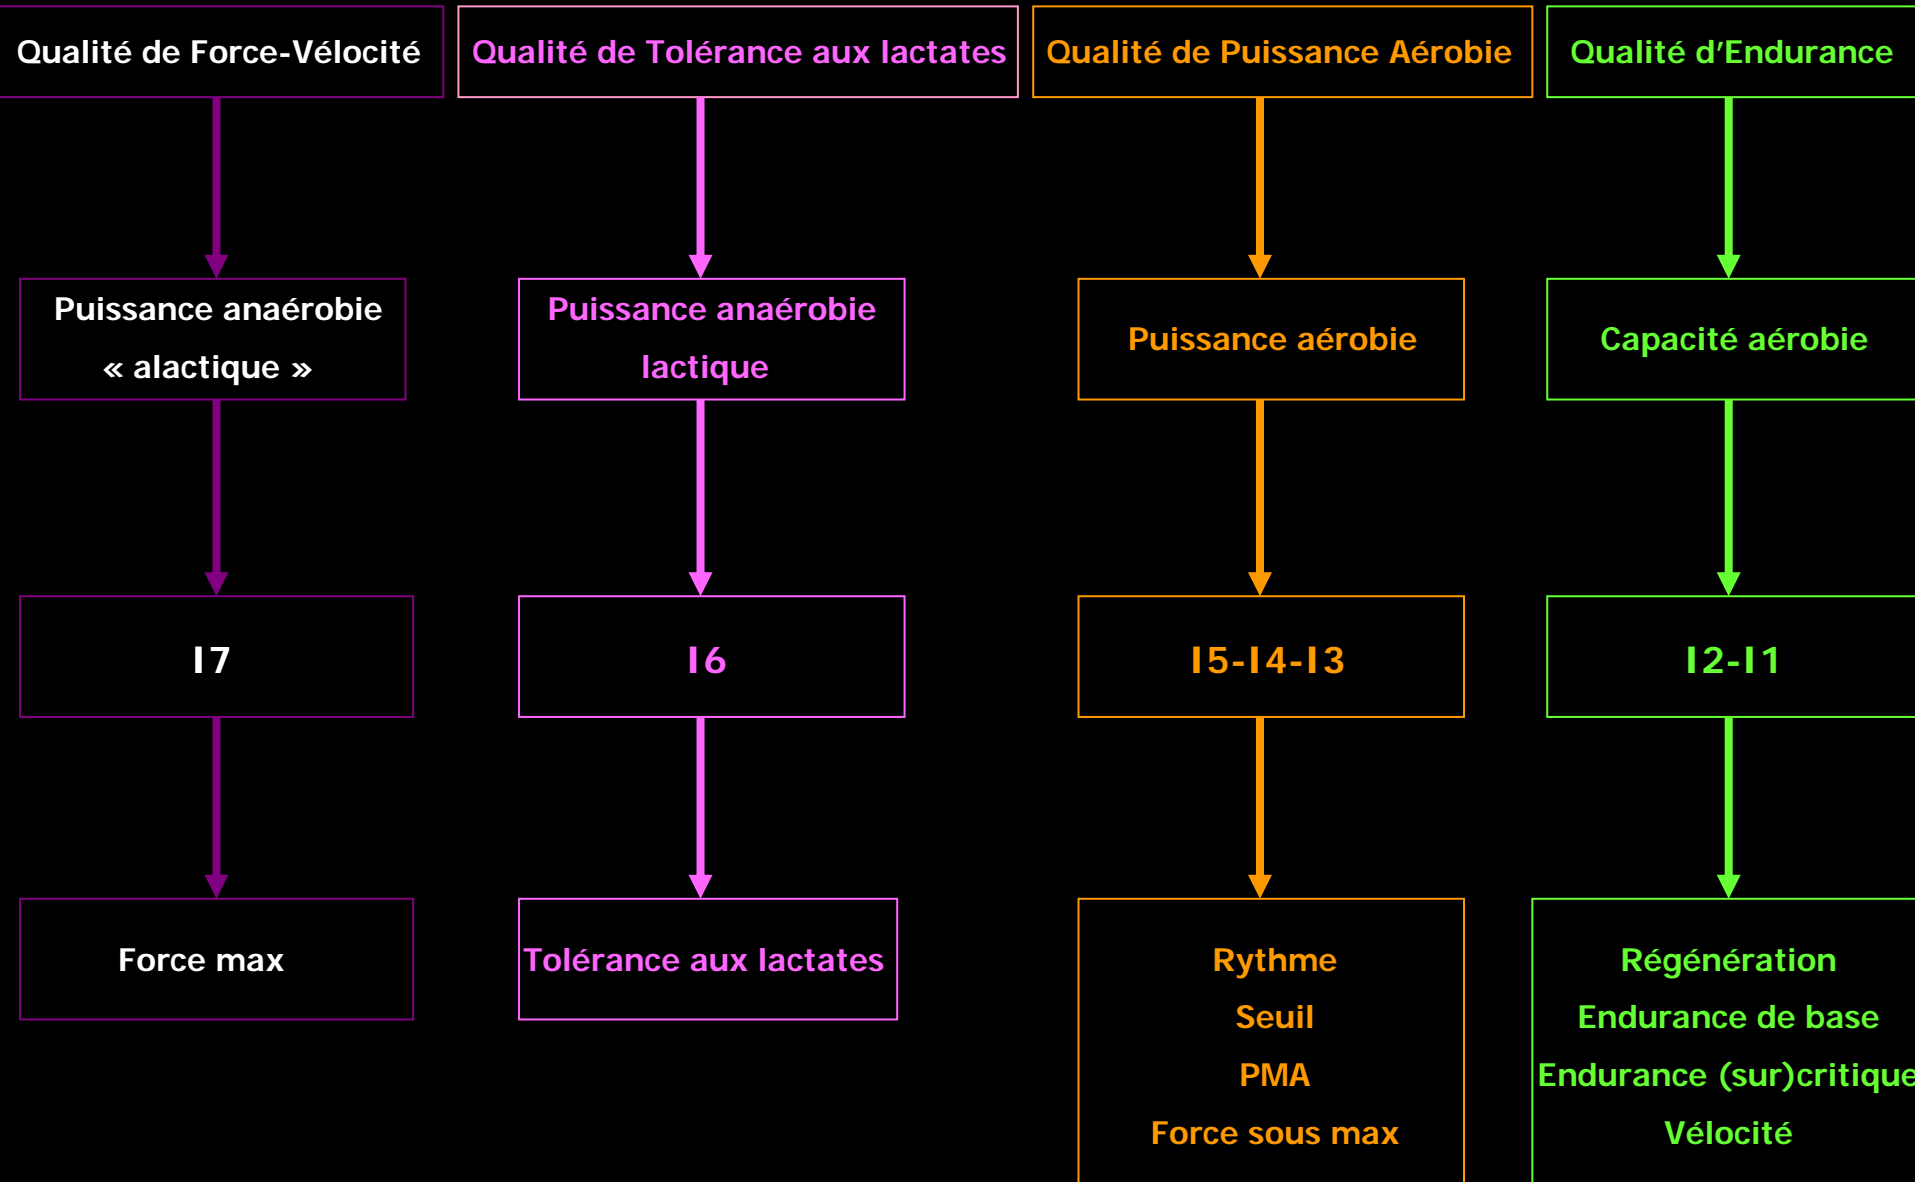 Qualité de Force-Vélocité
Qualité de Tolérance aux lactates
Qualité de Puissance Aérobie
Qualité d'Endurance
Puissance anaérobie
« alactique »
Puissance anaérobie
lactique
Puissance aérobie
Capacité aérobie
I7
I6
I5-I4-I3
I2-I1
Force max
Tolérance aux lactates
Rythme
Seuil
PMA
Force sous max
Régénération
Endurance de base
Endurance (sur)critique
Vélocité